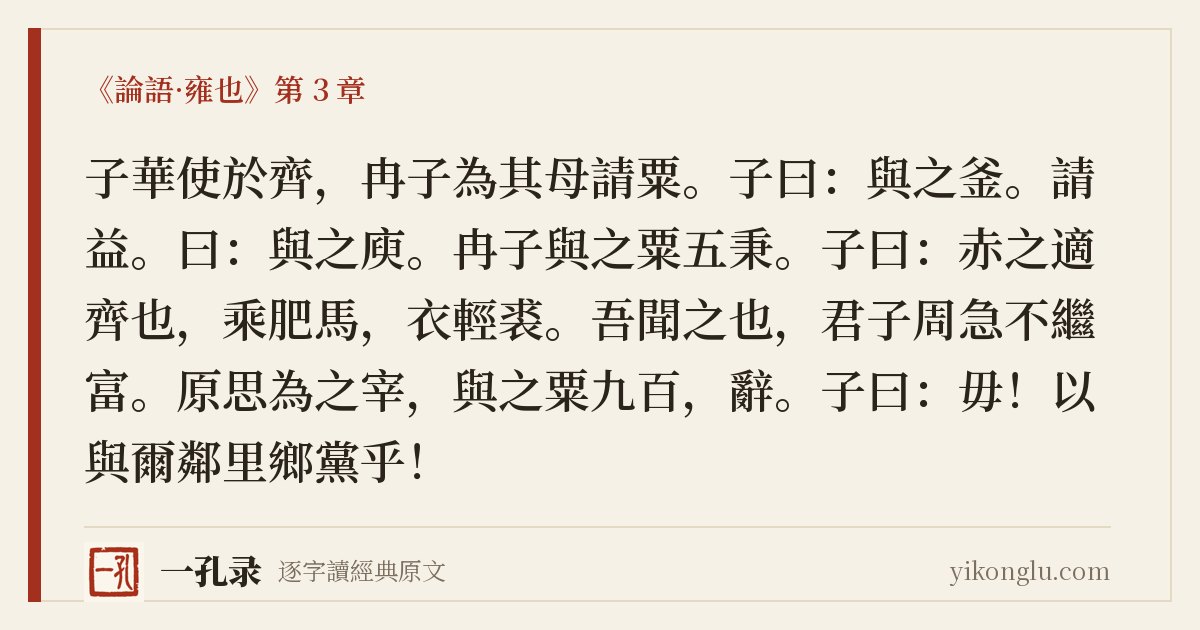 《論語·雍也》第 3 章
子華使於齊，冉子為其母請粟。子曰：與之釜。請
益。曰：與之庾。冉子與之粟五秉。子曰：赤之適
齊也，乘肥馬，衣輕裘。吾聞之也，君子周急不繼
富。原思為之宰，與之粟九百，辭。子曰：毋！以
與爾鄰里鄉黨乎！
一孔
一孔录 逐字讀經典原文
yikonglu.com